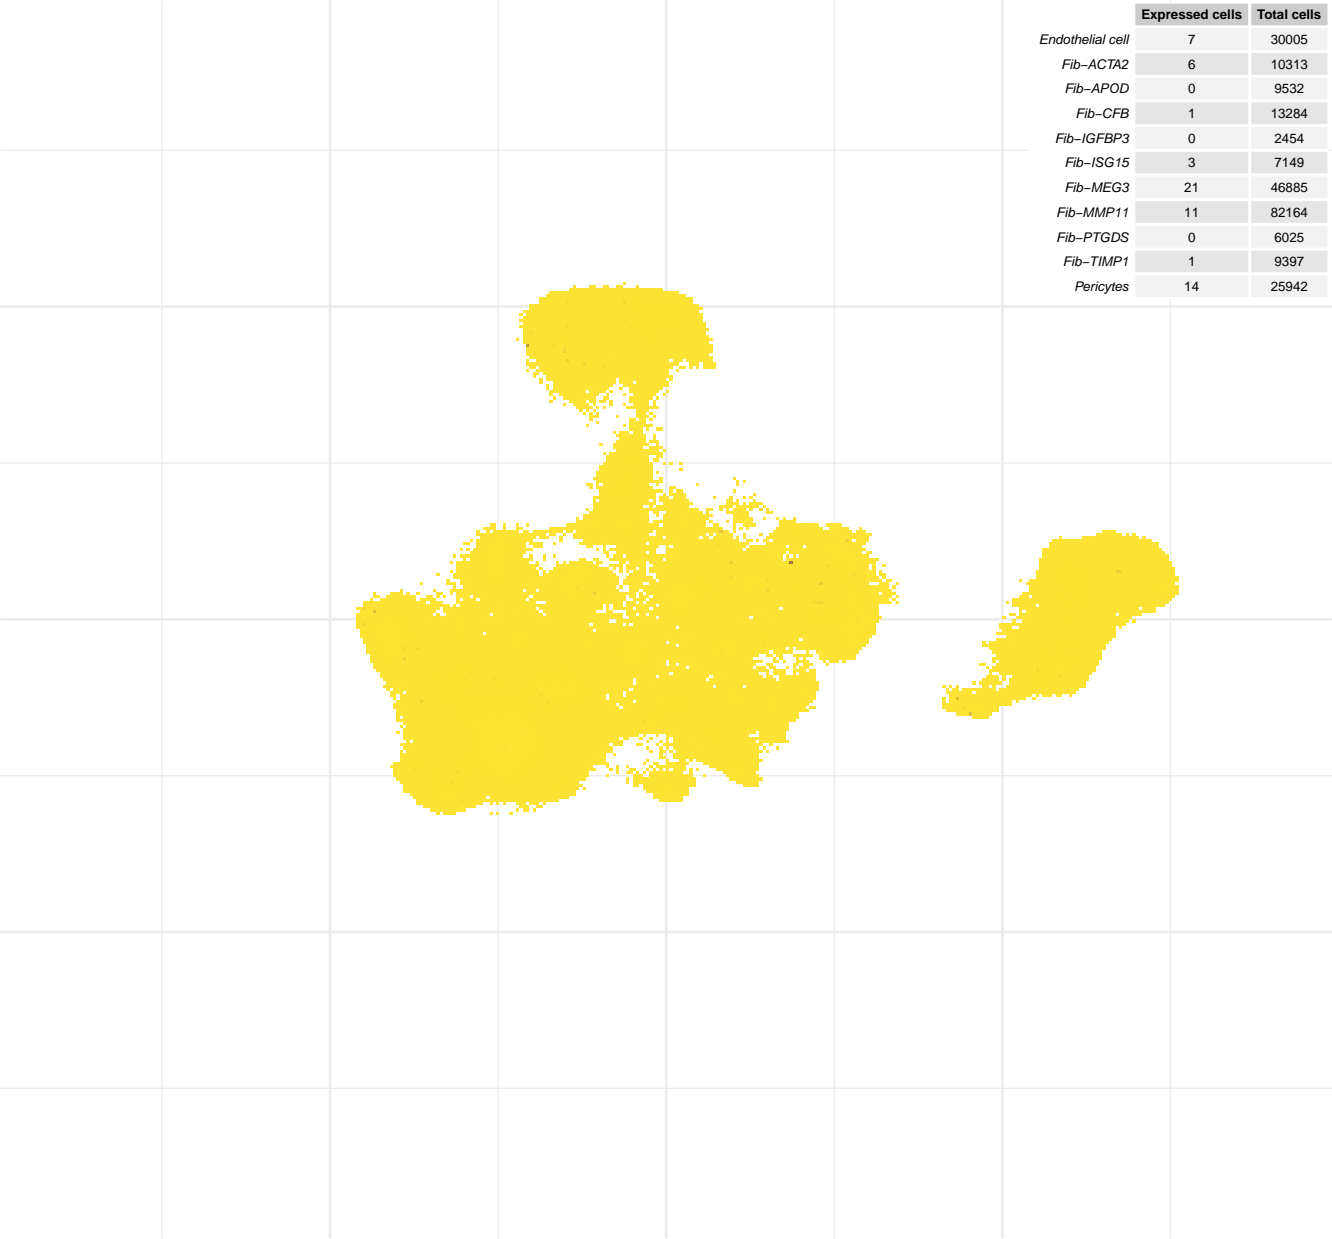 Expressed cells Total cells
Endothelial cell 7 30005
Fib−ACTA2 6 10313
Fib−APOD 0 9532
Fib−CFB 1 13284
Fib−IGFBP3 0 2454
Fib−ISG15 3 7149
Fib−MEG3 21 46885
Fib−MMP11 11 82164
Fib−PTGDS 0 6025
Fib−TIMP1 1 9397
Pericytes 14 25942